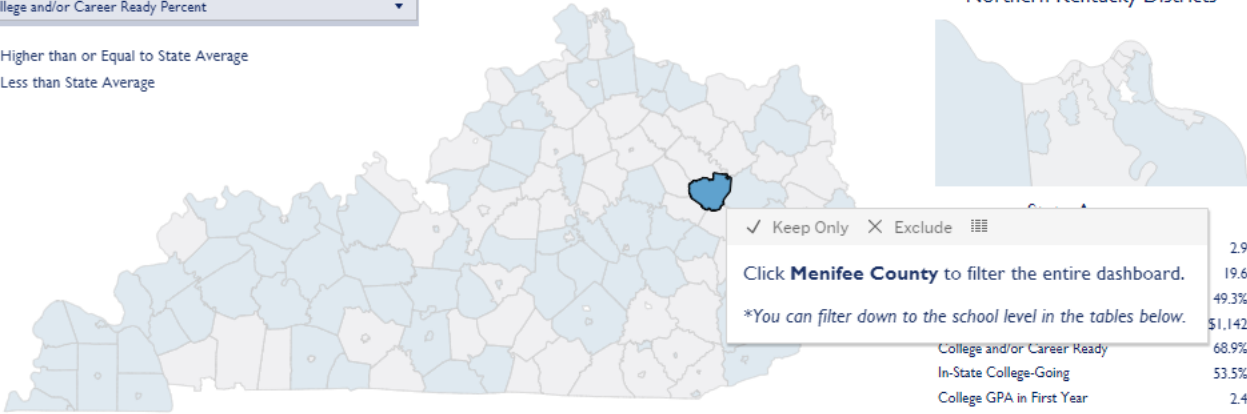 llege and/or Career Ready Percent
Higher than or Equal to State Average
Less than State Average
Northern Kentucky Districts
Keep Only Exclude
Click Menifee County to filter the entire dashboard.
*You can filter down to the school level in the tables below.
2.9
19.6
49.3%
$1,142
College and/or Career Ready 68.9%
In-State College-Going 53.5%
College GPA in First Year 2.4